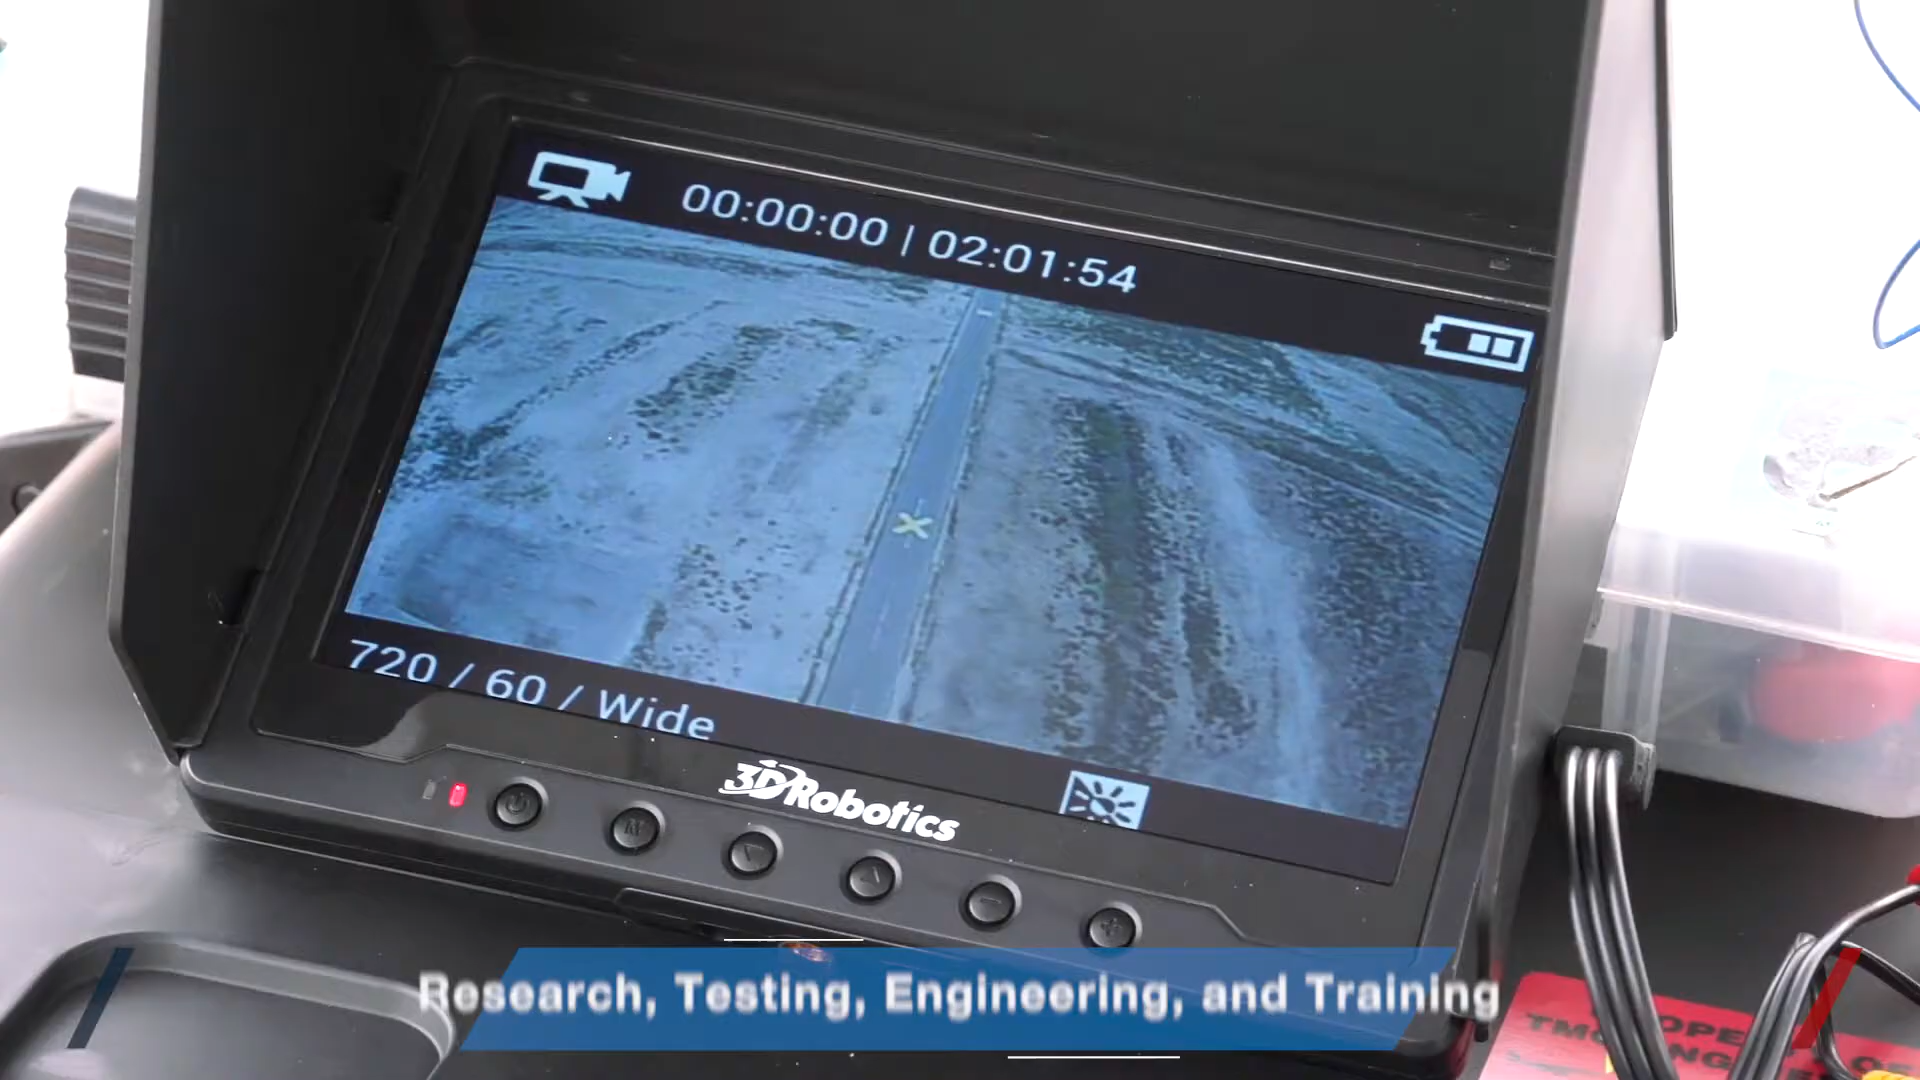 00:00:00 | 02:01:54
720 / 60 / Wide
3DRobotics
Research, Testing, Engineering, and Training